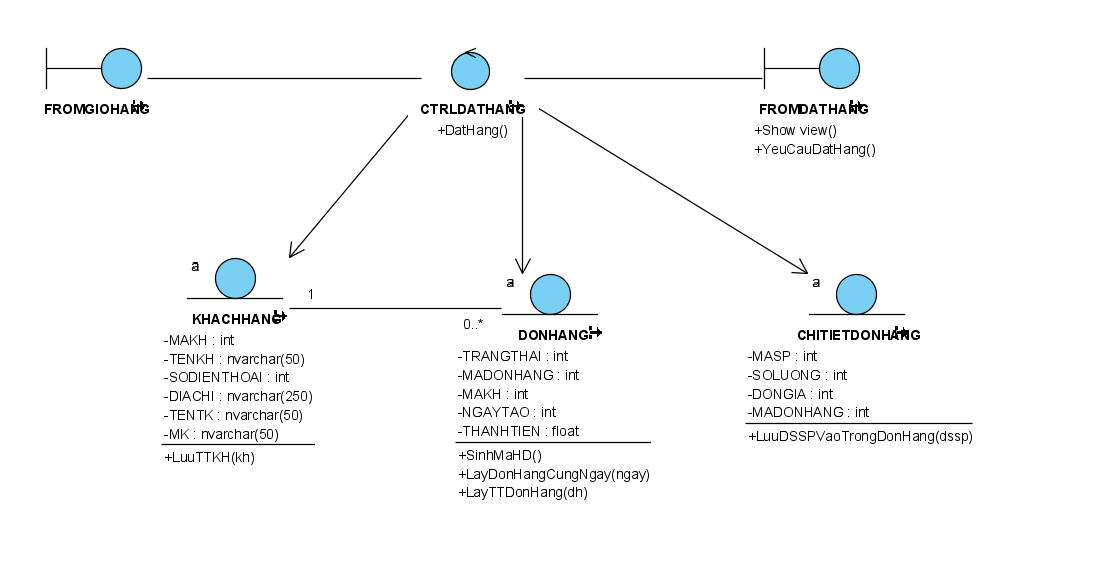 FROMGIOHANG
CTRLDATHANG
+DatHang()
FROMDATHANG
+Show view()
+YeuCauDatHang()
a
KHACHHANG
-MAKH : int
-TENKH : nvarchar(50)
-SODIENTHOAI : int
-DIACHI : nvarchar(250)
-TENTK : nvarchar(50)
-MK : nvarchar(50)
+LuuTTKH(kh)
1
0..*
a
DONHANG
-TRANGTHAI : int
-MADONHANG : int
-MAKH : int
-NGAYTAO : int
-THANHTIEN : float
+SinhMaHD()
+LayDonHangCungNgay(ngay)
+LayTTDonHang(dh)
a
CHITIETDONHANG
-MASP : int
-SOLUONG : int
-DONGIA : int
-MADONHANG : int
+LuuDSSPVaoTrongDonHang(dssp)